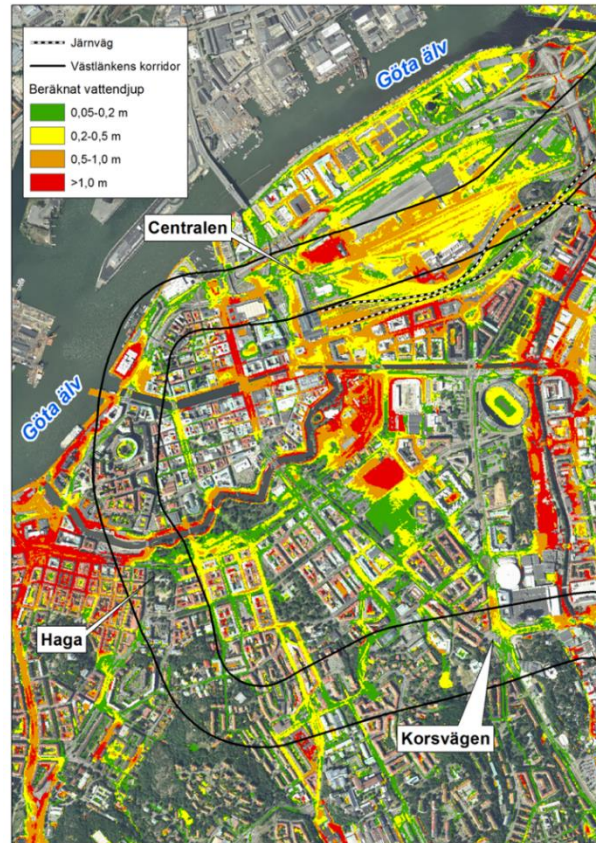 Järnväg
Västlänkens korridor
Beräknat vattendjup
0,05-0,2 m
0,2-0,5 m
0,5-1,0 m
>1,0 m
Göta älv
Centralen
Göta älv
Haga
Korsvägen